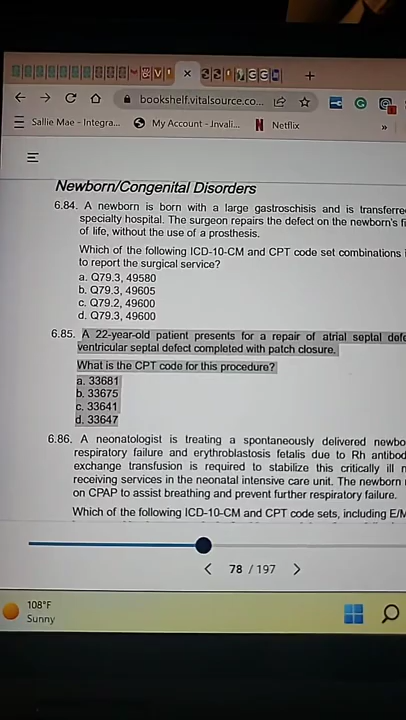 bookshelf.vitalsource.co...
Sallie Mae - Integra...
My Account - Jnvali...
N Netflix
»
Newborn/Congenital Disorders
6.84. A newborn is born with a large gastroschisis and is transferre
specialty hospital. The surgeon repairs the defect on the newborn's fi
of life, without the use of a prosthesis.
Which of the following ICD-10-CM and CPT code set combinations i
to report the surgical service?
a. Q79.3, 49580
b. Q79.3, 49605
c. Q79.2, 49600
d. Q79.3, 49600
6.85. A 22-year-old patient presents for a repair of atrial septal defe
ventricular septal defect completed with patch closure.
What is the CPT code for this procedure?
a. 33681
b. 33675
c. 33641
d. 33647
6.86. A neonatologist is treating a spontaneously delivered newbo
respiratory failure and erythroblastosis fetalis due to Rh antibod
exchange transfusion is required to stabilize this critically ill n
receiving services in the neonatal intensive care unit. The newborn
on CPAP to assist breathing and prevent further respiratory failure.
Which of the following ICD-10-CM and CPT code sets, including E/M
78 / 197
108°F
Sunny